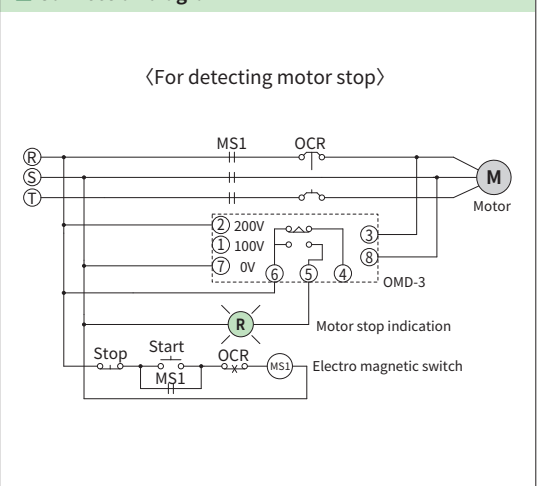 〈For detecting motor stop〉
MS1 OCR
R
S
T
M
Motor
2 200V
1 100V
7 0V
6 5 4
3
8
OMD-3
R Motor stop indication
Stop Start OCR MS1 Electro magnetic switch
MS1